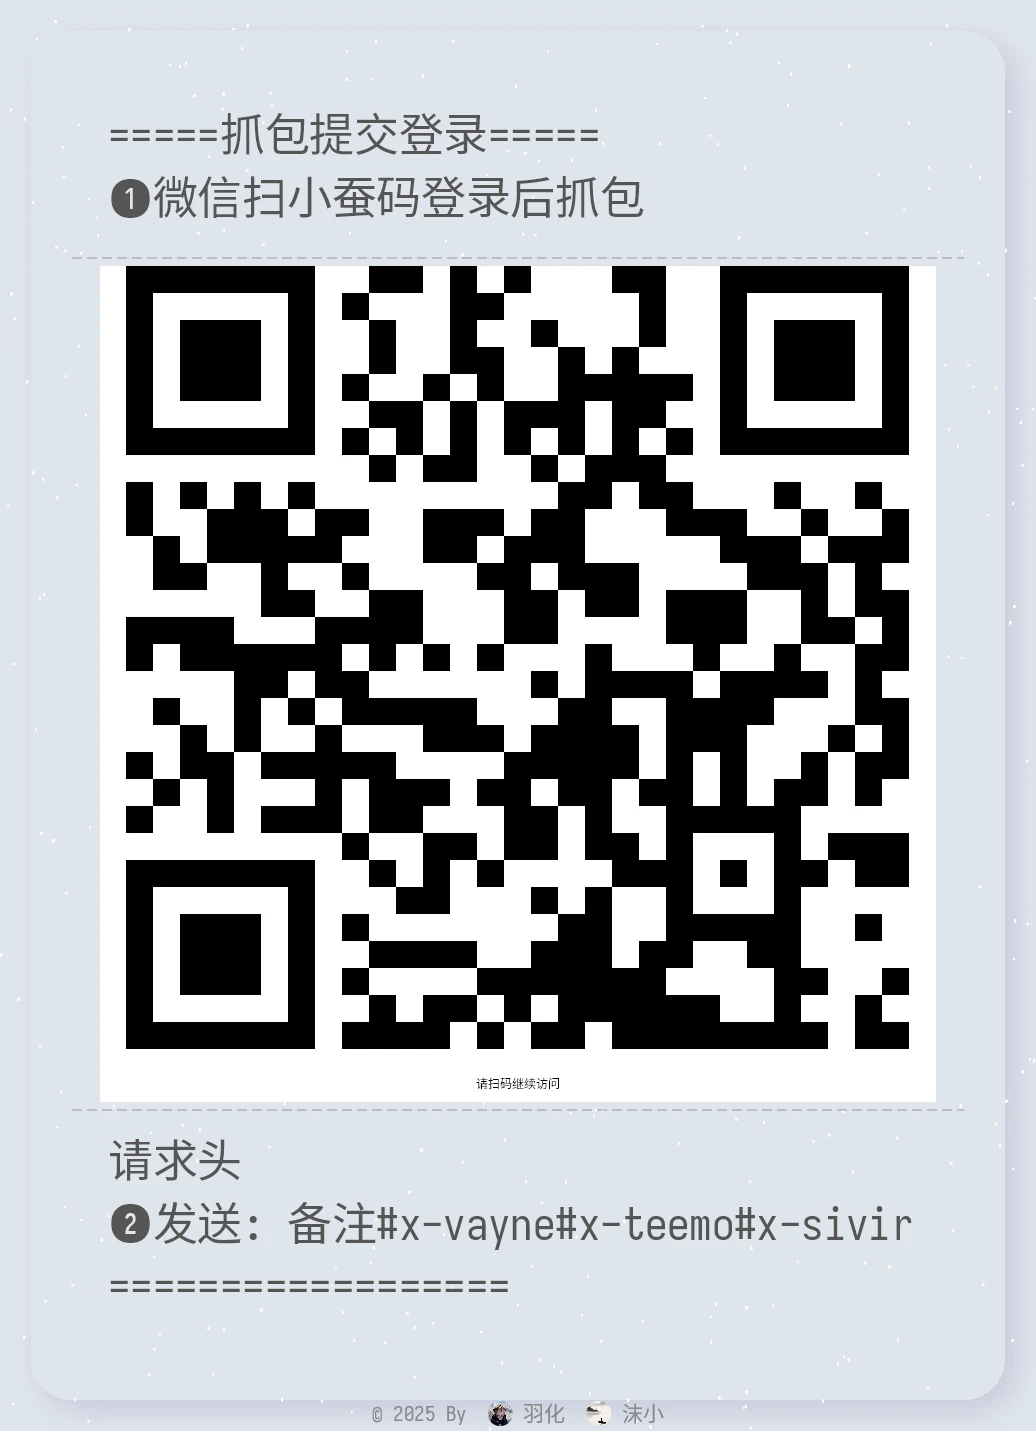 =====抓包提交登录=====
❶微信扫小蚕码登录后抓包
请扫码继续访问
请求头
❷发送: 备注#x-vayne#x-teemo#x-sivir
==================
© 2025 By 羽化 沫小